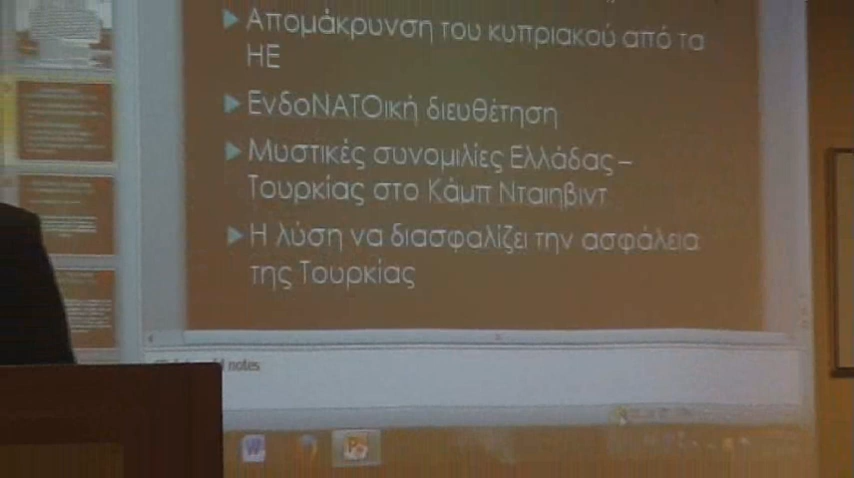 Απομάκρυνση του κυπριακού από τα
ΗΕ
ΕνδοΝΑΤΟική διευθέτηση
Μυστικές συνομιλίες Ελλάδας –
Τουρκίας στο Κάμπ Νταιηβιντ
Η λύση να διασφαλίζει την ασφάλεια
της Τουρκίας
notes